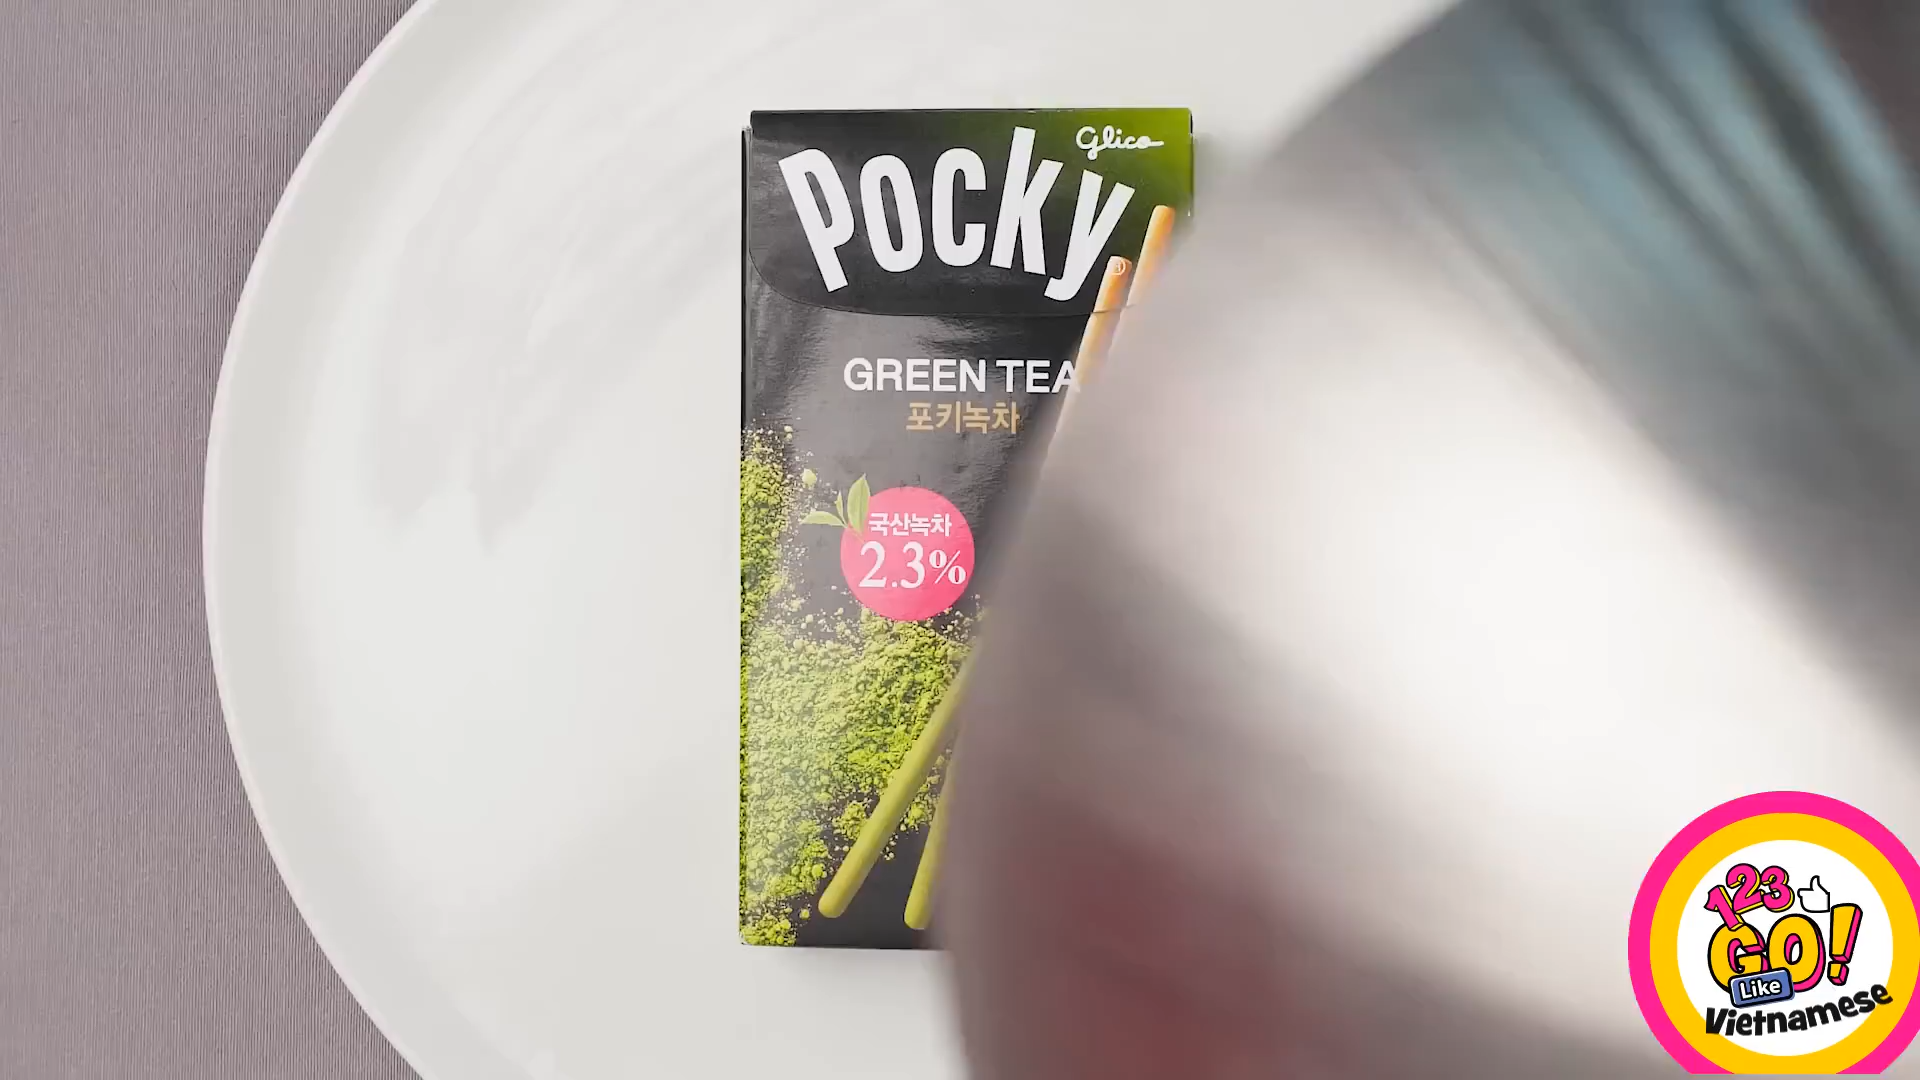 Glico
Pocky
GREEN TEA
포키녹차
국산녹차
2.3%
123
GO!
Like
Vietnamese